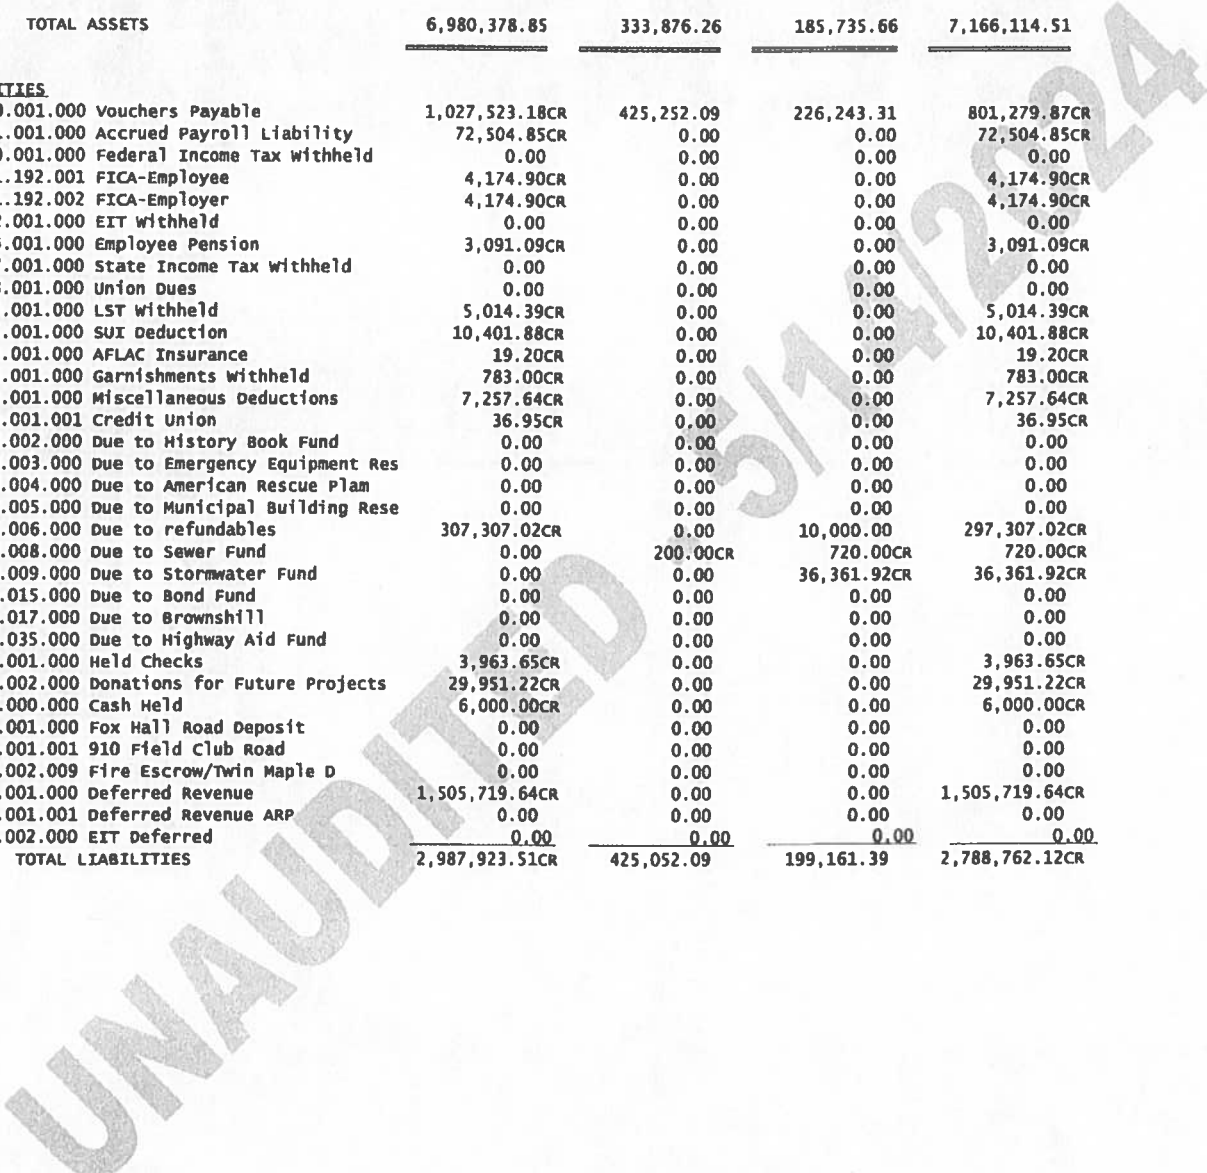 TOTAL ASSETS 6,980,378.85 333,876.26 185,735.66 7,166,114.51
ITIES
0.001.000 Vouchers Payable 1,027,523.18CR 425,252.09 226,243.31 801,279.87CR
.001.000 Accrued Payroll Liability 72,504.85CR 0.00 0.00 72,504.85CR
0.001.000 Federal Income Tax Withheld 0.00 0.00 0.00 0.00
.192.001 FICA-Employee 4,174.90CR 0.00 0.00 4,174.90CR
.192.002 FICA-Employer 4,174.90CR 0.00 0.00 4,174.90CR
.001.000 EIT Withheld 0.00 0.00 0.00 0.00
.001.000 Employee Pension 3,091.09CR 0.00 0.00 3,091.09CR
.001.000 State Income Tax Withheld 0.00 0.00 0.00 0.00
.001.000 Union Dues 0.00 0.00 0.00 0.00
.001.000 LST Withheld 5,014.39CR 0.00 0.00 5,014.39CR
.001.000 SUI Deduction 10,401.88CR 0.00 0.00 10,401.88CR
.001.000 AFLAC Insurance 19.20CR 0.00 0.00 19.20CR
.001.000 Garnishments Withheld 783.00CR 0.00 0.00 783.00CR
.001.000 Miscellaneous Deductions 7,257.64CR 0.00 0.00 7,257.64CR
.001.001 Credit Union 36.95CR 0.00 0.00 36.95CR
.002.000 Due to History Book Fund 0.00 0.00 0.00 0.00
.003.000 Due to Emergency Equipment Res 0.00 0.00 0.00 0.00
.004.000 Due to American Rescue Plam 0.00 0.00 0.00 0.00
.005.000 Due to Municipal Building Rese 0.00 0.00 0.00 0.00
.006.000 Due to refundables 307,307.02CR 0.00 10,000.00 297,307.02CR
.008.000 Due to Sewer Fund 0.00 200.00CR 720.00CR 720.00CR
.009.000 Due to Stormwater Fund 0.00 0.00 36,361.92CR 36,361.92CR
.015.000 Due to Bond Fund 0.00 0.00 0.00 0.00
.017.000 Due to Brownshill 0.00 0.00 0.00 0.00
.035.000 Due to Highway Aid Fund 0.00 0.00 0.00 0.00
.001.000 Held Checks 3,963.65CR 0.00 0.00 3,963.65CR
.002.000 Donations for Future Projects 29,951.22CR 0.00 0.00 29,951.22CR
.000.000 Cash Held 6,000.00CR 0.00 0.00 6,000.00CR
.001.000 Fox Hall Road Deposit 0.00 0.00 0.00 0.00
.001.001 910 Field Club Road 0.00 0.00 0.00 0.00
.002.009 Fire Escrow/Twin Maple D 0.00 0.00 0.00 0.00
.001.000 Deferred Revenue 1,505,719.64CR 0.00 0.00 1,505,719.64CR
.001.001 Deferred Revenue ARP 0.00 0.00 0.00 0.00
.002.000 EIT Deferred 0.00 0.00 0.00 0.00
TOTAL LIABILITIES 2,987,923.51CR 425,052.09 199,161.39 2,788,762.12CR
UNAUDITED - 5/14/2024